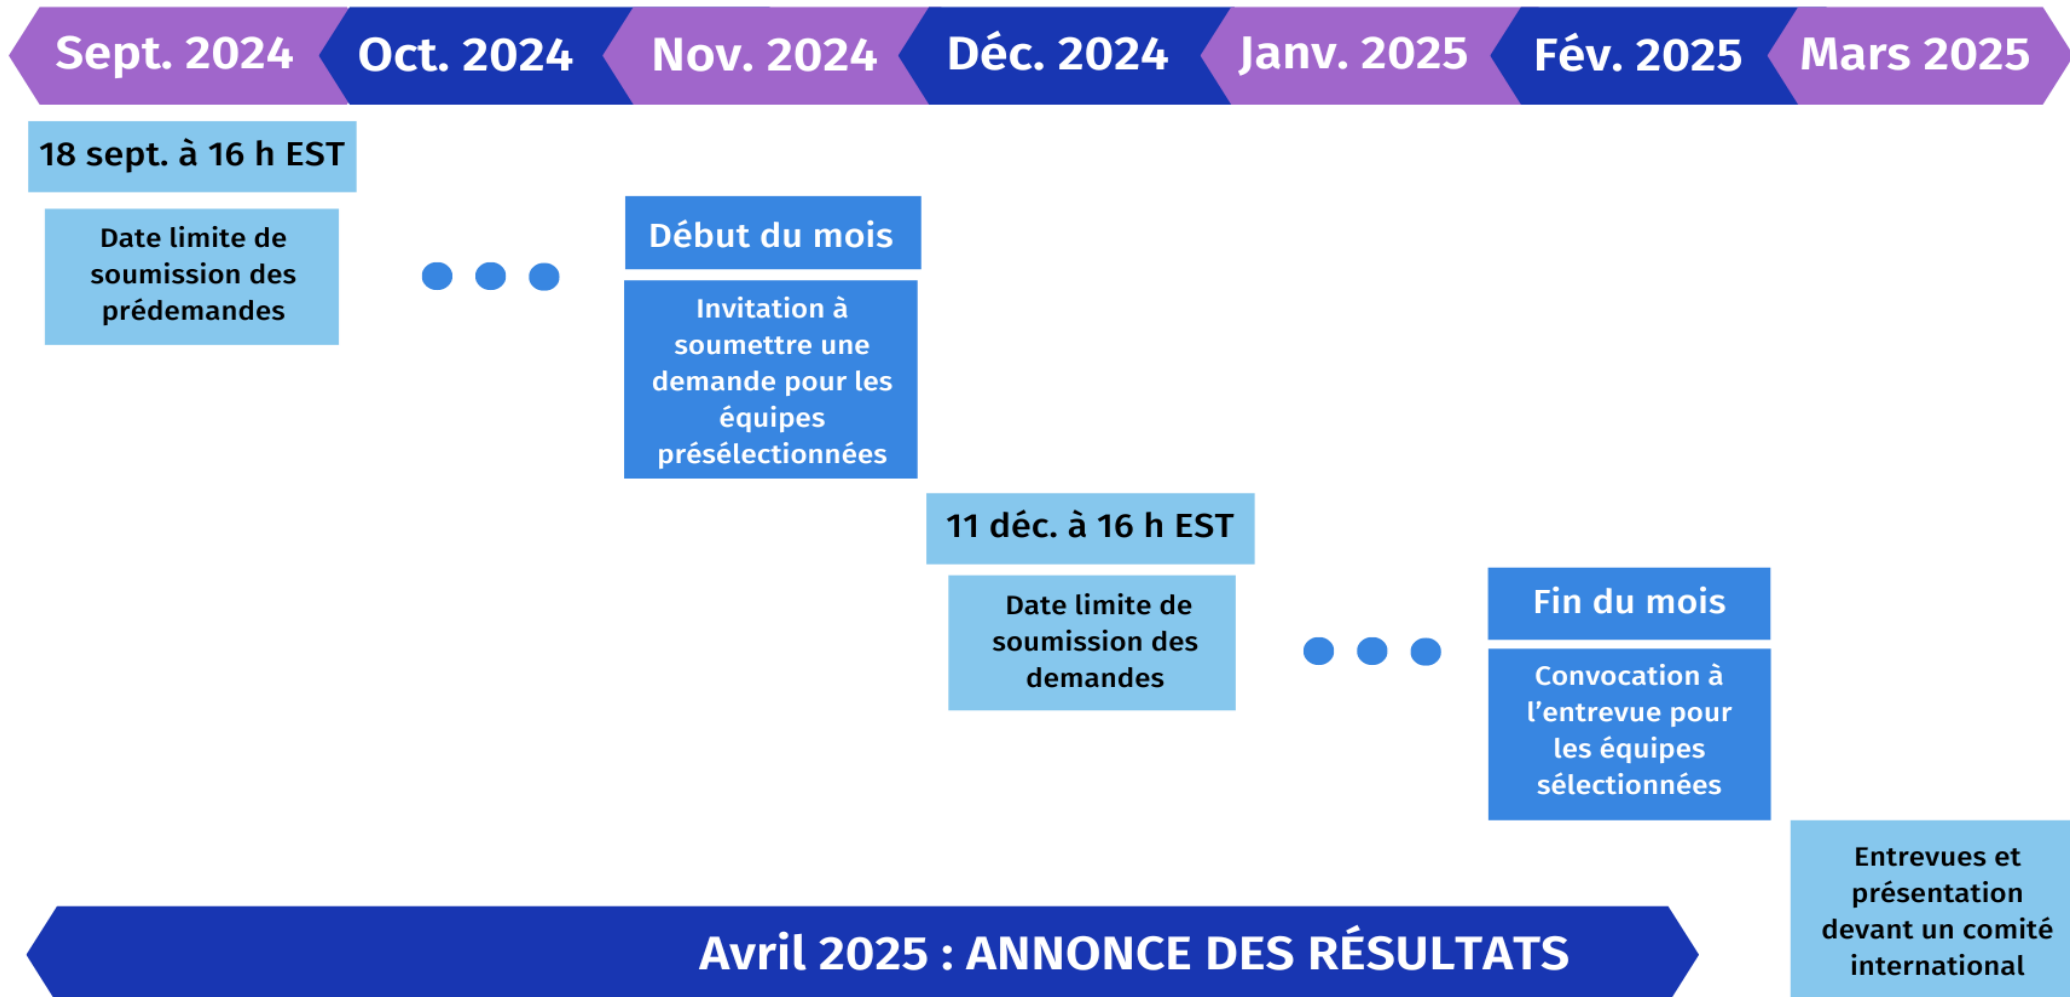 Sept. 2024
Oct. 2024
Nov. 2024
Déc. 2024
Janv. 2025
Fév. 2025
Mars 2025
18 sept. à 16 h EST
Date limite de
soumission des
prédemandes
Début du mois
Invitation à
soumettre une
demande pour les
équipes
présélectionnées
11 déc. à 16 h EST
Date limite de
soumission des
demandes
Fin du mois
Convocation à
l’entrevue pour
les équipes
sélectionnées
Entrevues et
présentation
devant un comité
international
Avril 2025 : ANNONCE DES RÉSULTATS